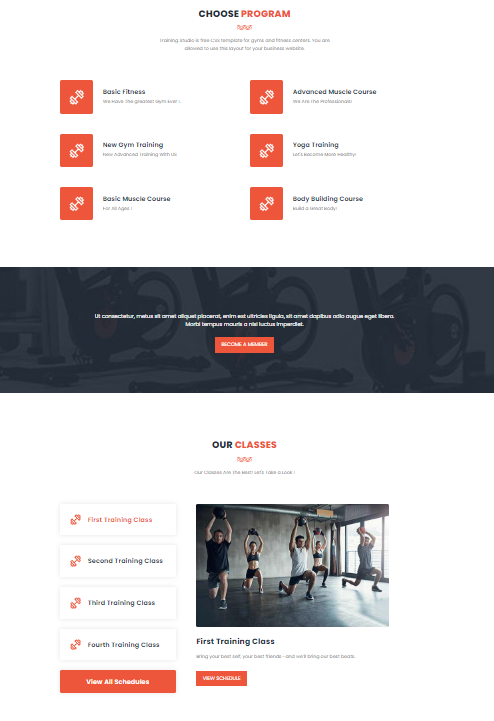 CHOOSE PROGRAM
Training Studio is free CSS template for gyms and fitness centers. You are
allowed to use this layout for your business website.
Basic Fitness
We Have The Greatest Gym Ever !.
Advanced Muscle Course
We Are The Professionals!
New Gym Training
New Advanced Training With US!
Yoga Training
Let's Become More Healthy!
Basic Muscle Course
For All Ages !
Body Building Course
Build a Great Body!
Ut consectetur, metus sit amet aliquet placerat, enim est ultricies ligula, sit amet dapibus odio augue eget libero.
Morbi tempus mauris a nisi luctus imperdiet.
BECOME A MEMBER
OUR CLASSES
Our Classes Are The Best! Let's Take a Look !
First Training Class
Second Training Class
Third Training Class
Fourth Training Class
View All Schedules
First Training Class
Bring your best self, your best friends - and we'll bring our best beats.
VIEW SCHEDULE